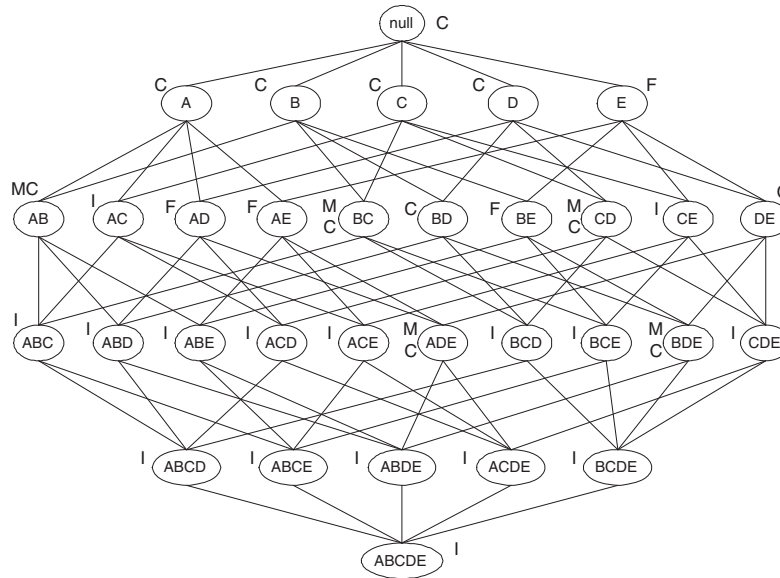 null C
C C C C F
A B C D E
MC I F F M C F M I C
C C
AB AC AD AE BC BD BE CD CE DE
I I I I I M I I M I
C C
ABC ABD ABE ACD ACE ADE BCD BCE BDE CDE
I I I I I
ABCD ABCE ABDE ACDE BCDE
I
ABCDE